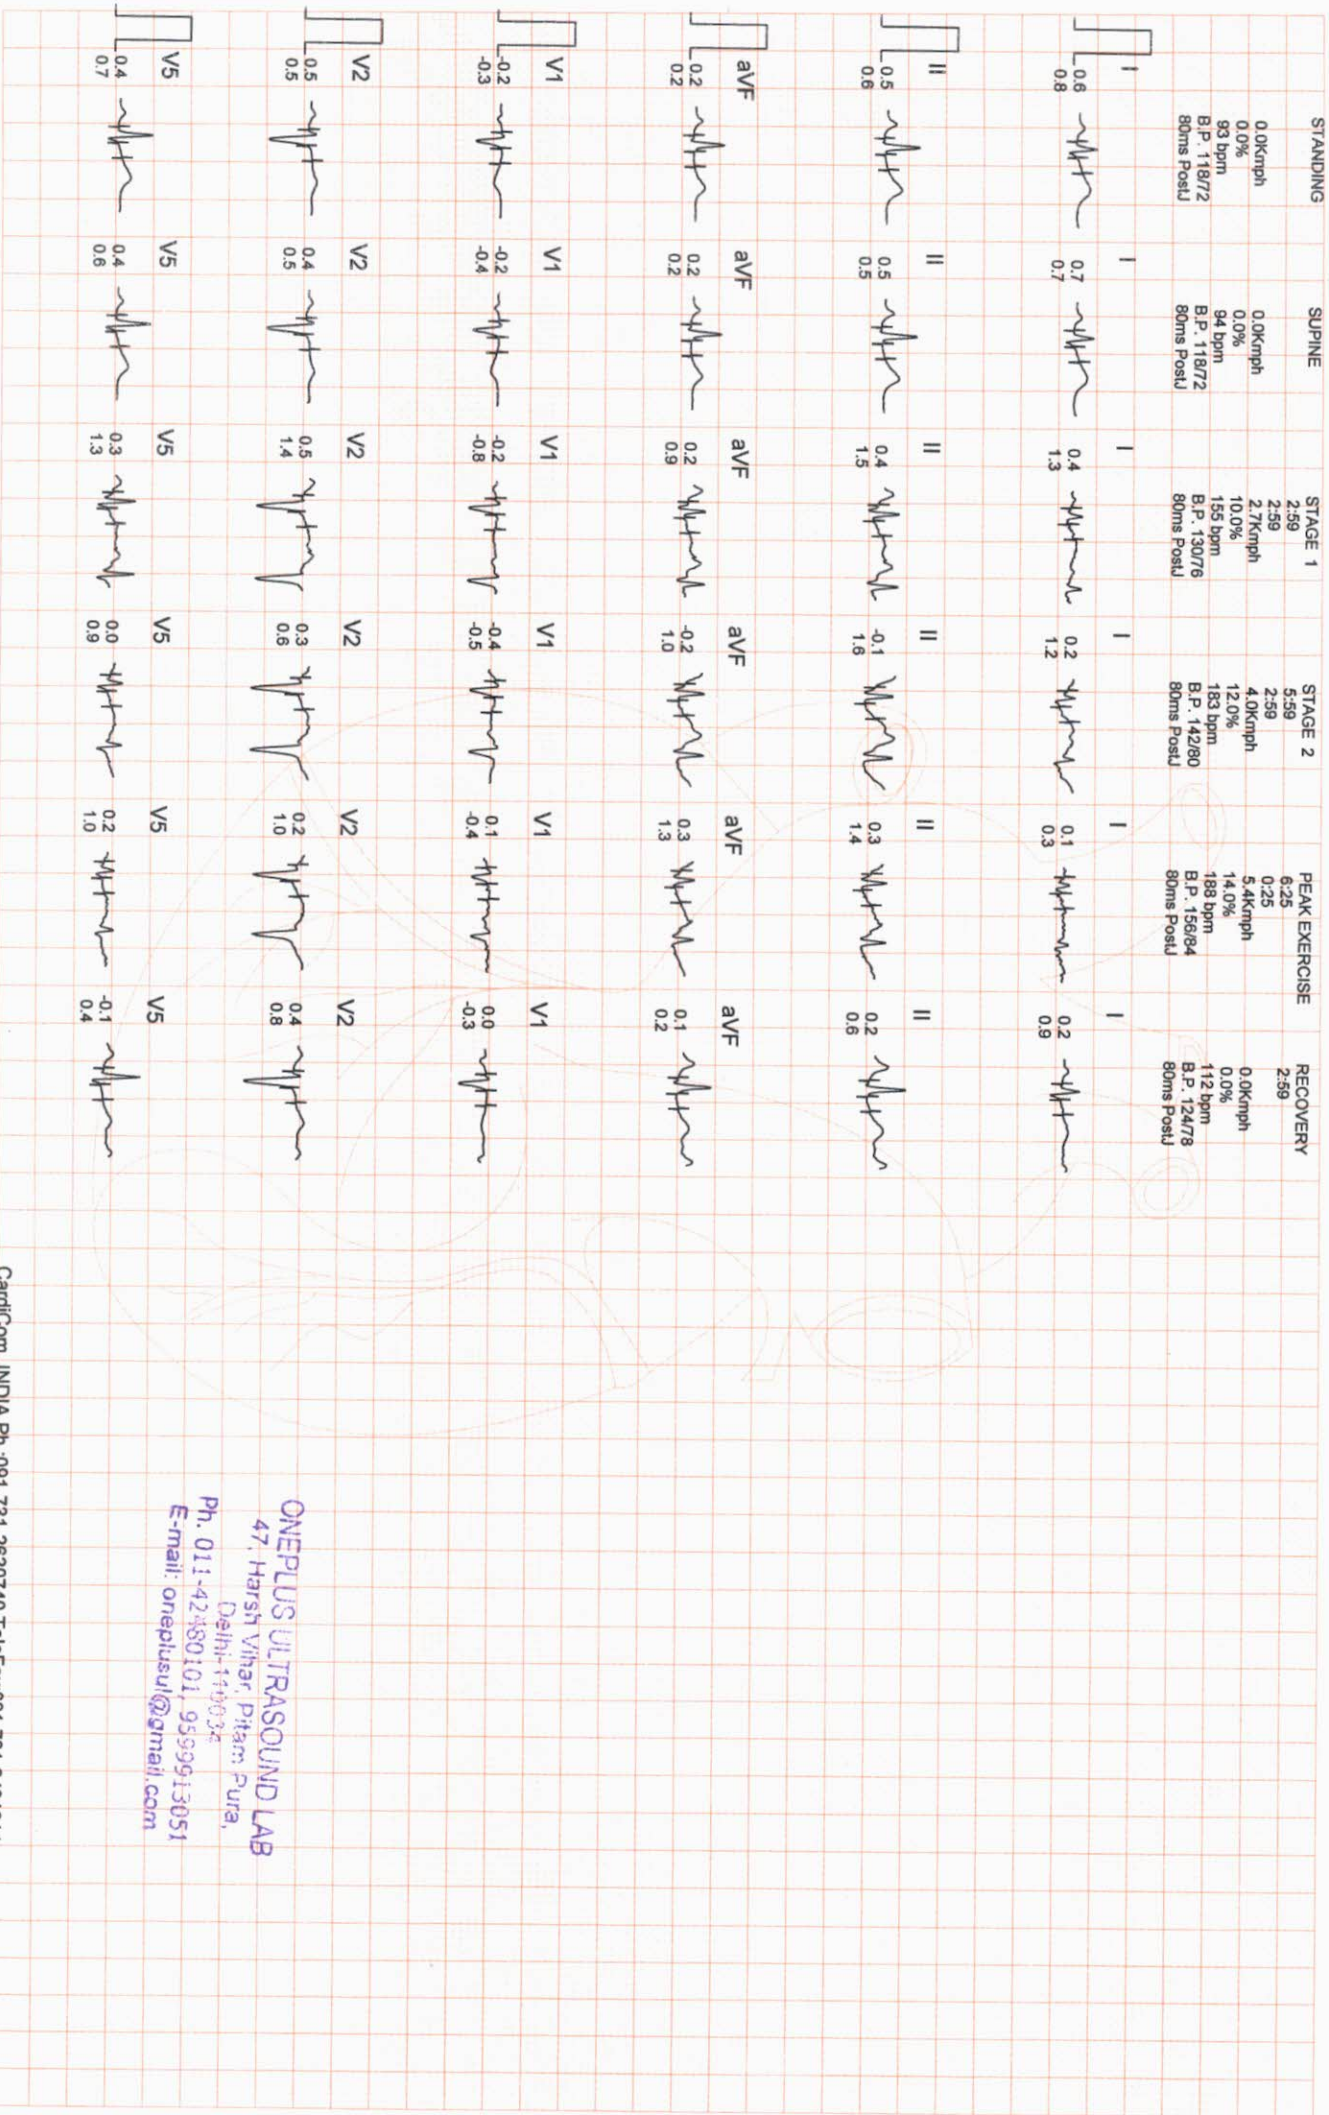 STANDING
0.0Kmph
0.0%
93 bpm
B.P. 118/72
80ms PostJ
SUPINE
0.0Kmph
0.0%
94 bpm
B.P. 118/72
80ms PostJ
STAGE 1
2:59
2:59
2.7Kmph
10.0%
155 bpm
B.P. 130/76
80ms PostJ
STAGE 2
5:59
2:59
4.0Kmph
12.0%
183 bpm
B.P. 142/80
80ms PostJ
PEAK EXERCISE
6:25
0:25
5.4Kmph
14.0%
188 bpm
B.P. 156/84
80ms PostJ
RECOVERY
2:59
0.0Kmph
0.0%
112 bpm
B.P. 124/78
80ms PostJ
I I I I I I
0.6 0.7 0.4 0.2 0.1 0.2
0.8 0.7 1.3 1.2 0.3 0.9
II II II II II II
0.5 0.5 0.4 -0.1 0.3 0.2
0.6 0.5 1.5 1.6 1.4 0.6
aVF aVF aVF aVF aVF aVF
0.2 0.2 0.2 -0.2 0.3 0.1
0.2 0.2 0.9 1.0 1.3 0.2
V1 V1 V1 V1 V1 V1
-0.2 -0.2 -0.2 -0.4 0.1 0.0
-0.3 -0.4 -0.8 -0.5 -0.4 -0.3
V2 V2 V2 V2 V2 V2
0.5 0.4 0.5 0.3 0.2 0.4
0.5 0.5 1.4 0.6 1.0 0.8
V5 V5 V5 V5 V5 V5
0.4 0.4 0.3 0.0 0.2 -0.1
0.7 0.6 1.3 0.9 1.0 0.4
ONEPLUS ULTRASOUND LAB
47, Harsh Vihar, Pitam Pura,
Delhi-110034
Ph. 011-42480101, 9599913051
E-mail: oneplusul@gmail.com
CardiCom, INDIA Ph.:091 731